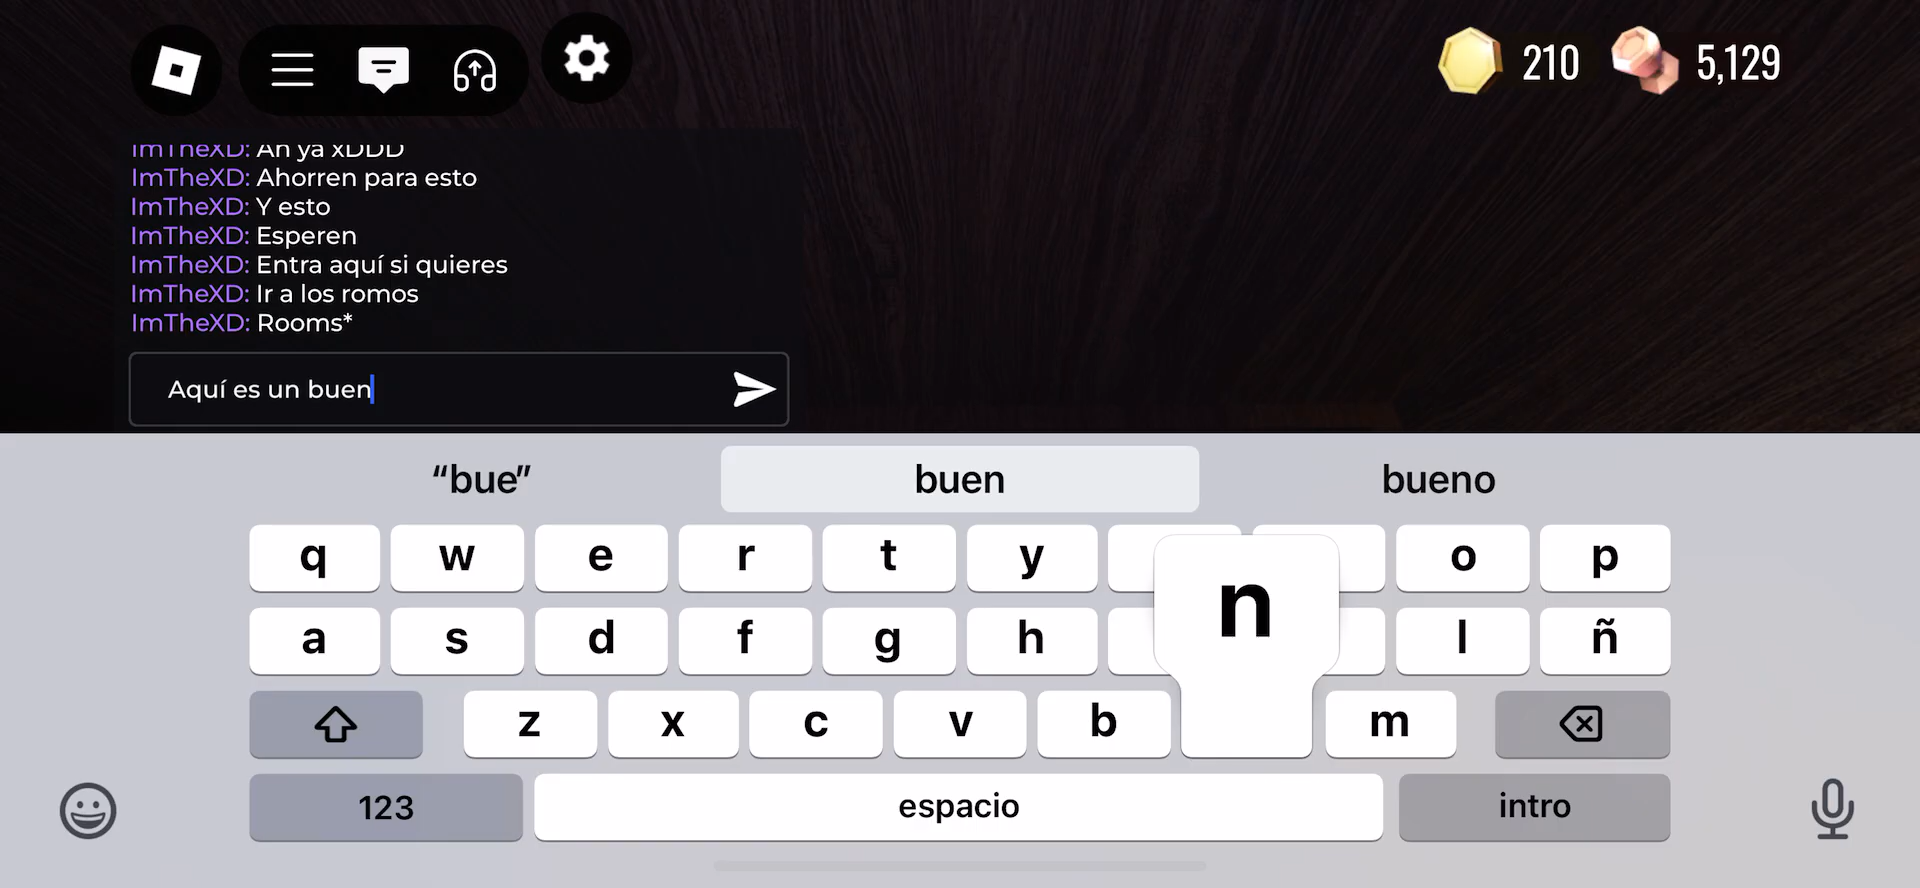 210 5,129
ImTheXD: Ah ya xDDD
ImTheXD: Ahorren para esto
ImTheXD: Y esto
ImTheXD: Esperen
ImTheXD: Entra aquí si quieres
ImTheXD: Ir a los romos
ImTheXD: Rooms*
Aquí es un buen
“bue” buen bueno
q w e r t y o p
n
a s d f g h l ñ
z x c v b m
123 espacio intro